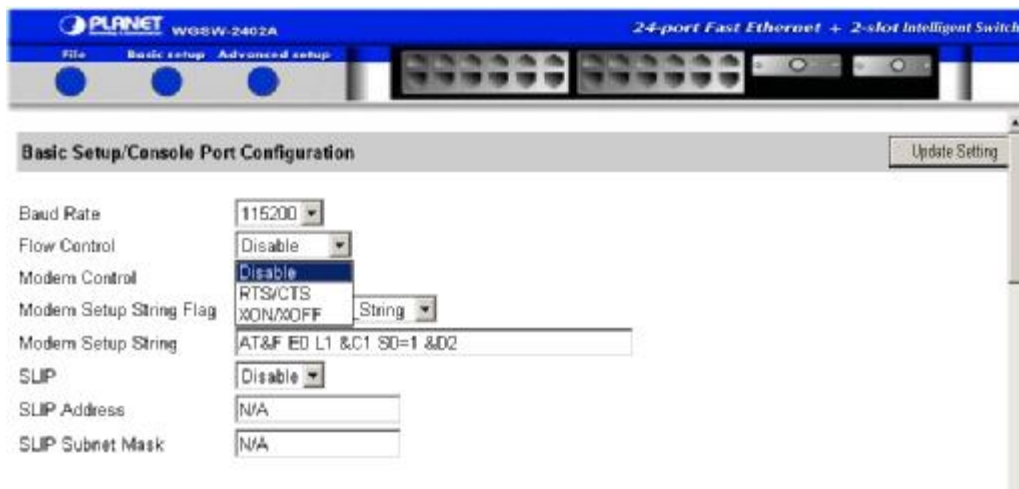 PLANET WGSW-2402A 24-port Fast Ethernet + 2-slot Intelligent Switch
File Basic setup Advanced setup
Basic Setup/Console Port Configuration Update Setting
Baud Rate 115200
Flow Control Disable
Modem Control Disable
RTS/CTS
Modem Setup String Flag XON/XOFF _String
Modem Setup String AT&F E0 L1 &C1 S0=1 &D2
SLIP Disable
SLIP Address N/A
SLIP Subnet Mask N/A